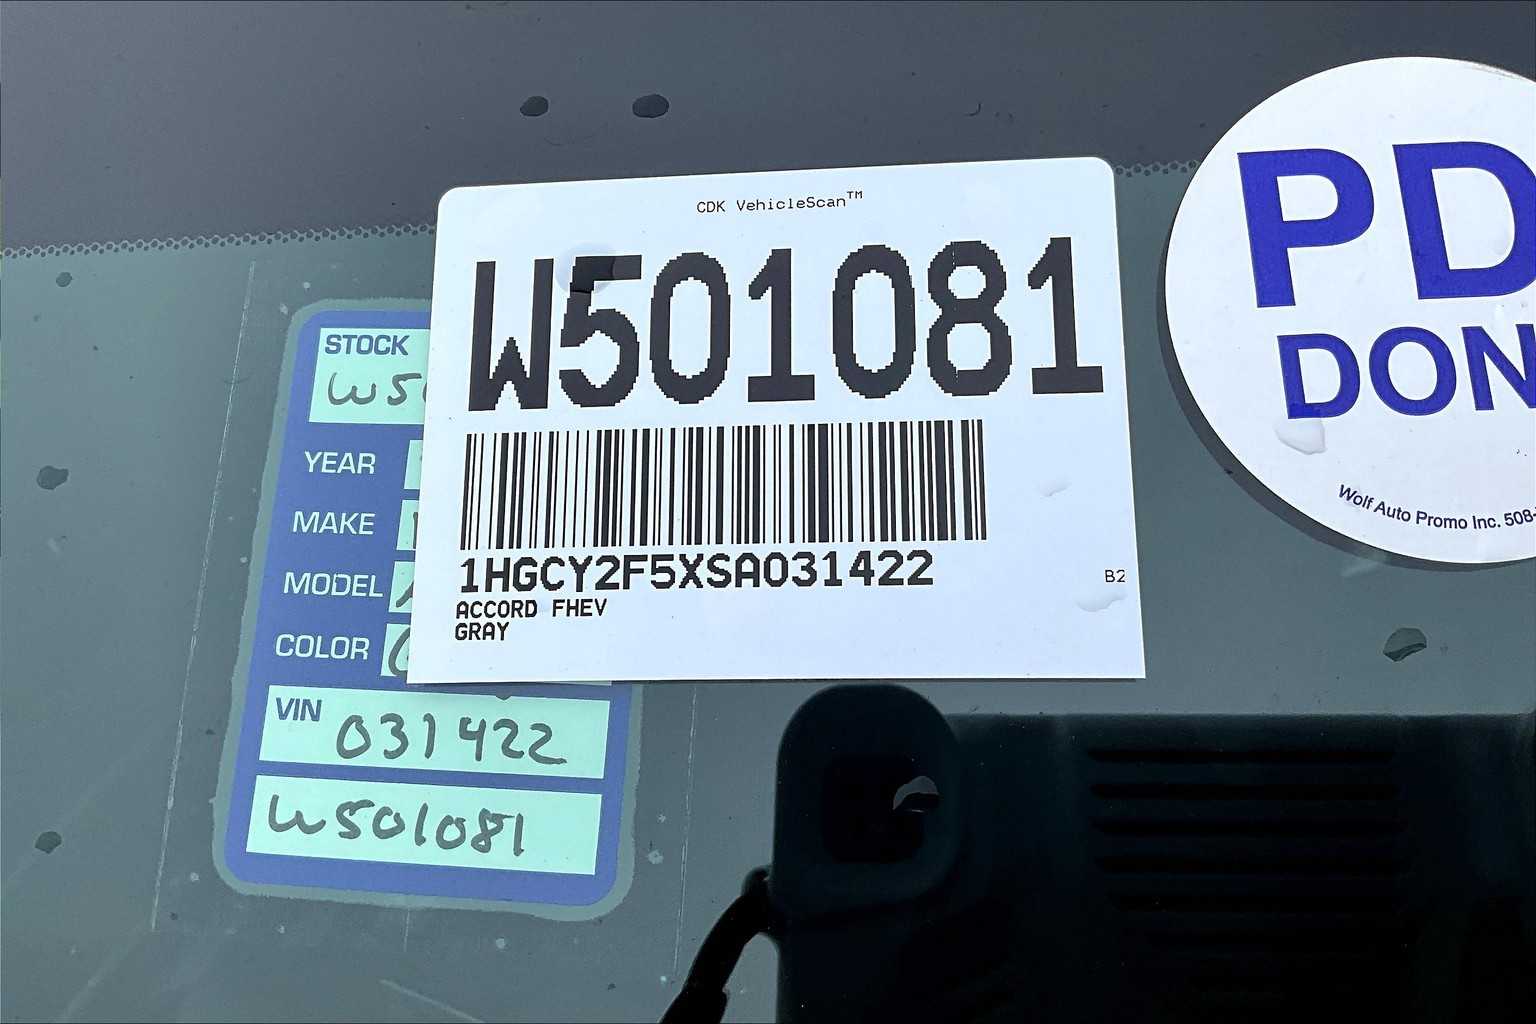 CDK VehicleScan™
W501081
1HGCY2F5XSA031422
ACCORD FHEV
GRAY
B2
STOCK
W5
YEAR
MAKE
MODEL
COLOR
VIN 031422
W501081
PD
DON
Wolf Auto Promo Inc. 508-